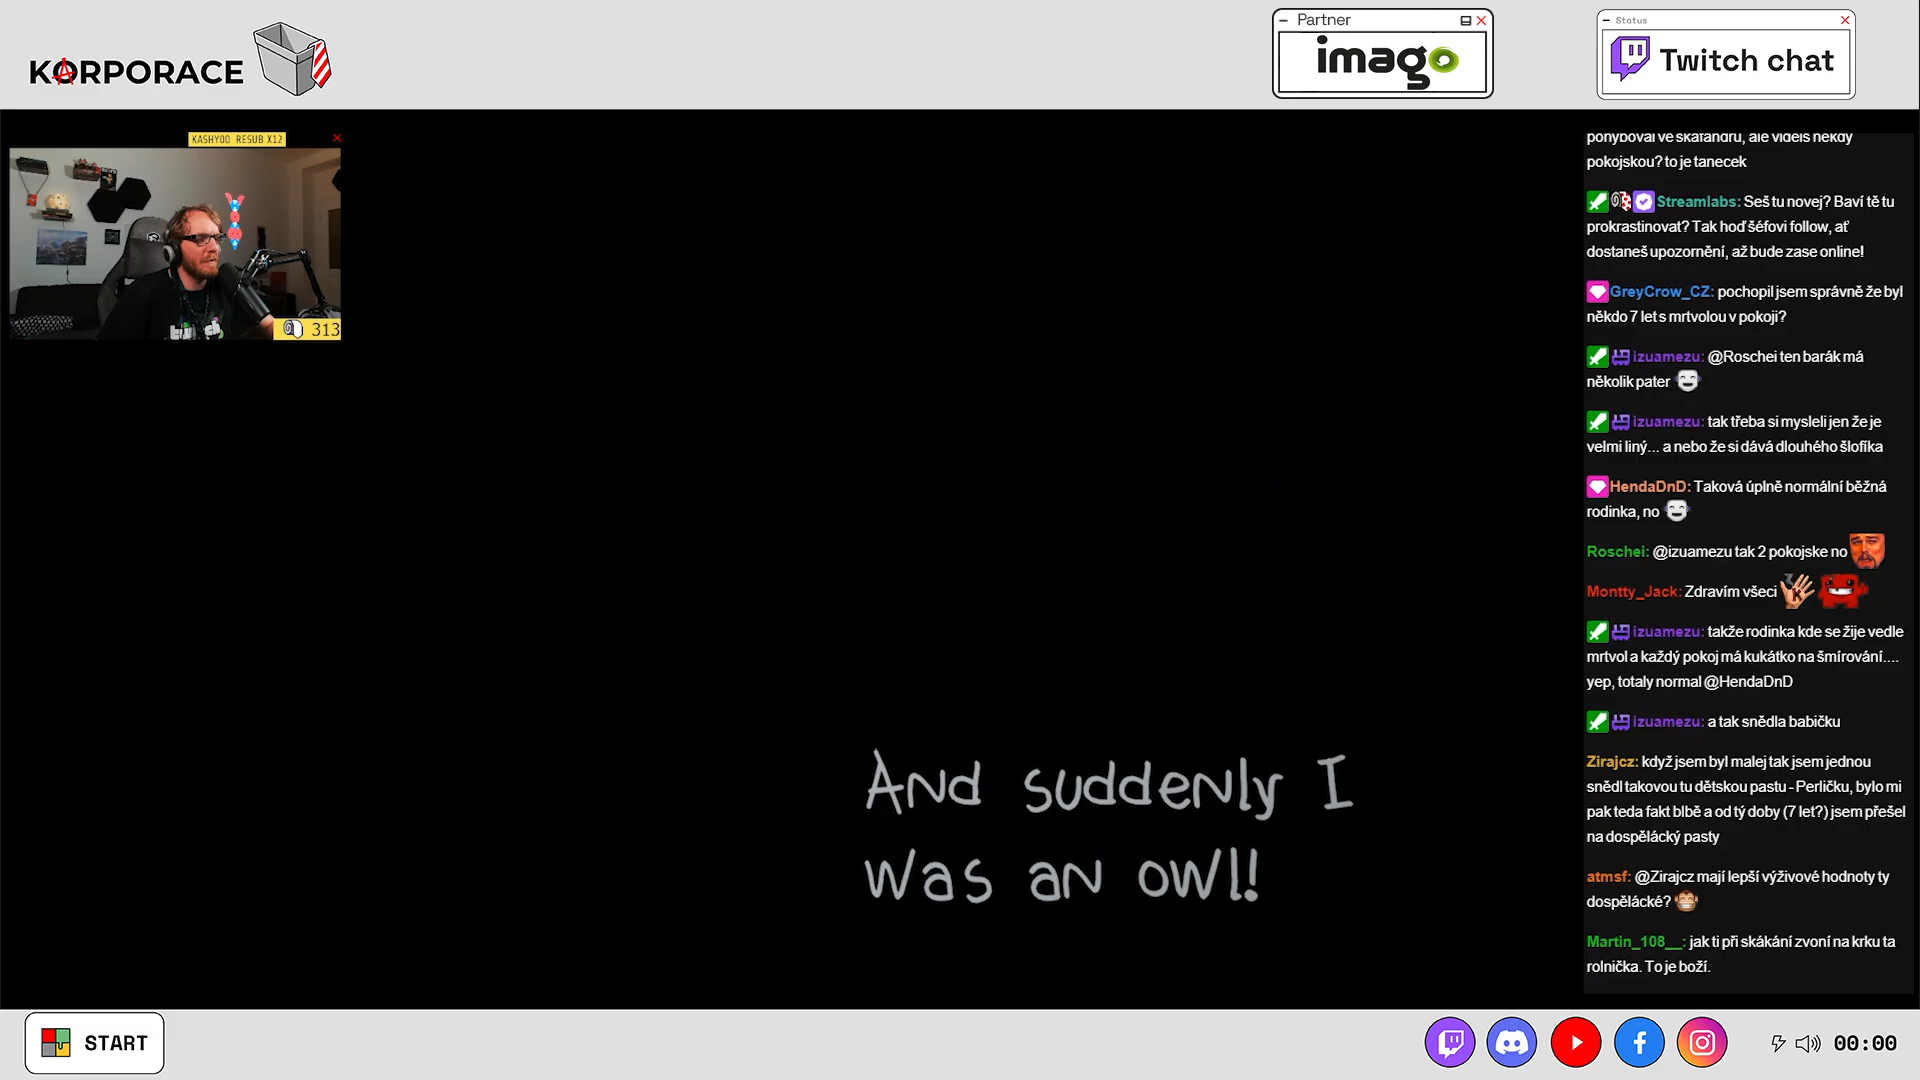 KORPORACE
Partner
imago
Status
Twitch chat
KASHYOO RESUB X12
313
ponyboval ve skafandru, ale viděls někdy
pokojskou? to je tanecek
Streamlabs: Seš tu novej? Baví tě tu
prokrastinovat? Tak hoď šéfovi follow, ať
dostaneš upozornění, až bude zase online!
GreyCrow_CZ: pochopil jsem správně že byl
někdo 7 let s mrtvolou v pokoji?
izuamezu: @Roschei ten barák má
několik pater
izuamezu: tak třeba si mysleli jen že je
velmi liný... a nebo že si dává dlouhého šlofíka
HendaDnD: Taková úplně normální běžná
rodinka, no
Roschei: @izuamezu tak 2 pokojske no
Montty_Jack: Zdravím všeci
izuamezu: takže rodinka kde se žije vedle
mrtvol a každý pokoj má kukátko na šmírování....
yep, totaly normal @HendaDnD
izuamezu: a tak snědla babičku
Zirajcz: když jsem byl malej tak jsem jednou
snědl takovou tu dětskou pastu - Perličku, bylo mi
pak teda fakt blbě a od tý doby (7 let?) jsem přešel
na dospělácký pasty
atmsf: @Zirajcz mají lepší výživové hodnoty ty
dospělácké?
Martin_108__: jak ti při skákání zvoní na krku ta
rolnička. To je boží.
And suddenly I
was an owl!
START
00:00